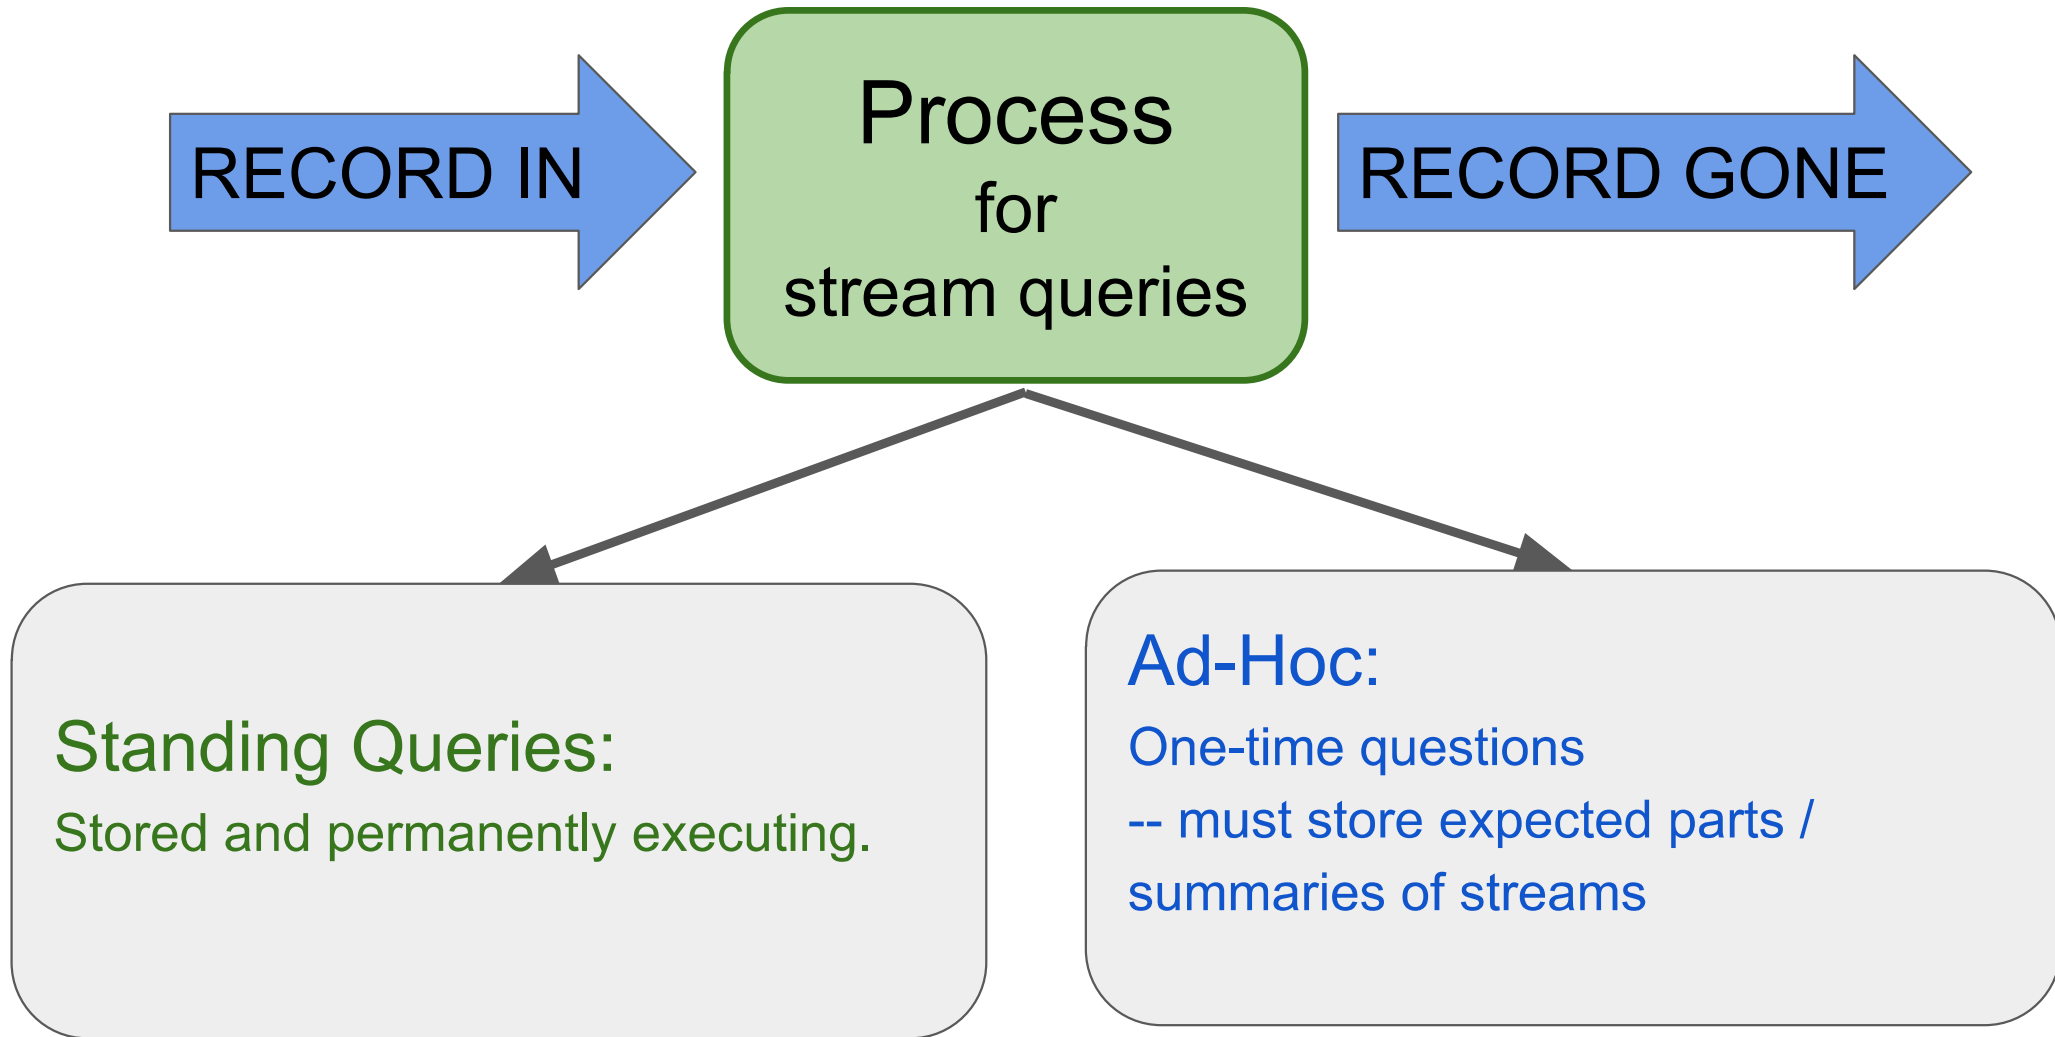 RECORD IN
Process
for
stream queries
RECORD GONE
Standing Queries:
Stored and permanently executing.
Ad-Hoc:
One-time questions
-- must store expected parts /
summaries of streams